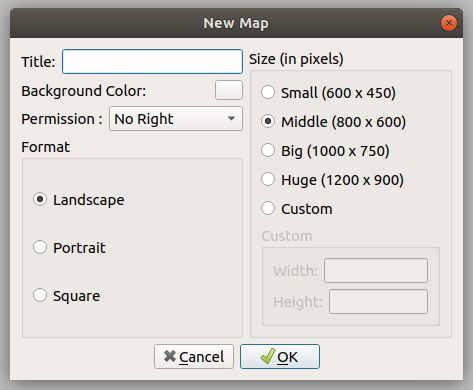 New Map
Title:
Background Color:
Permission :
No Right
Format
Landscape
Portrait
Square
Size (in pixels)
Small (600 x 450)
Middle (800 x 600)
Big (1000 x 750)
Huge (1200 x 900)
Custom
Custom
Width:
Height:
Cancel
OK